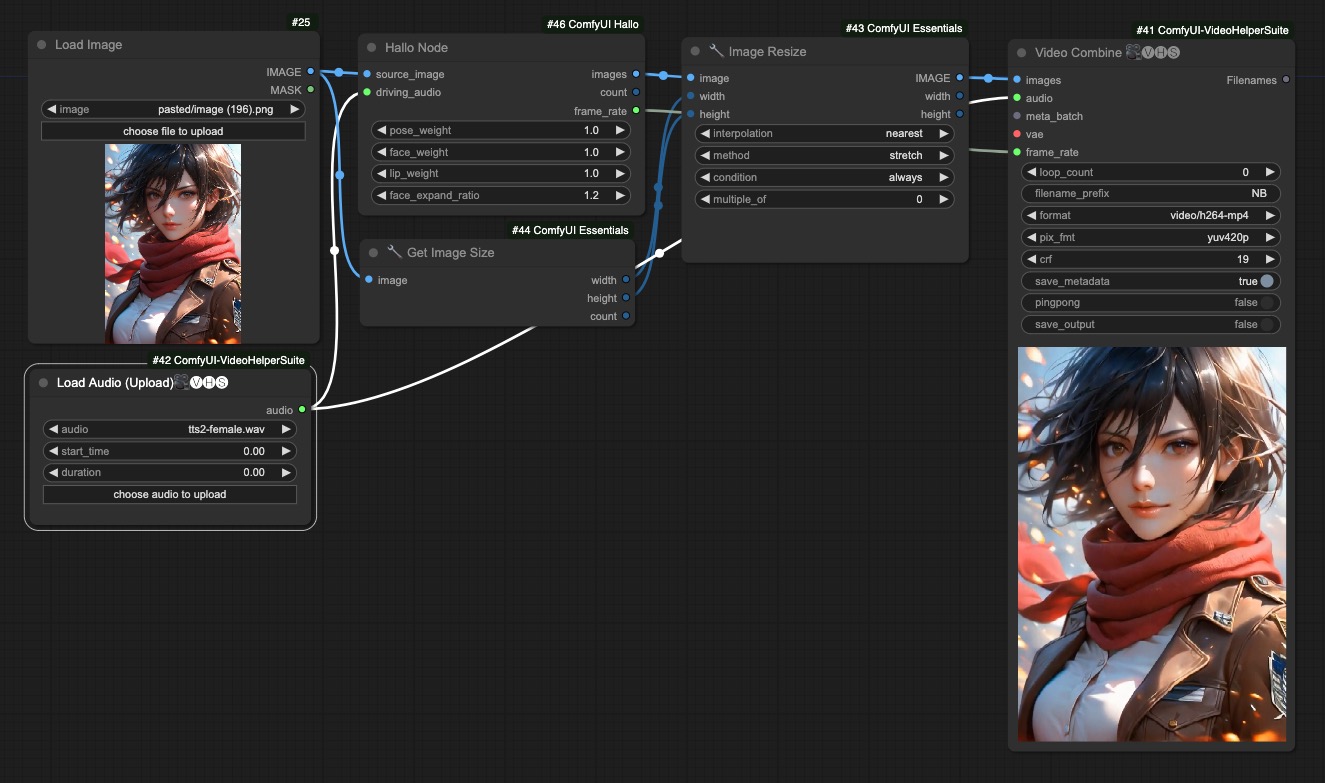 #25
Load Image
IMAGE
MASK
image pasted/image (196).png
choose file to upload
#42 ComfyUI-VideoHelperSuite
Load Audio (Upload)🎥🅥🅗🅢
audio
audio tts2-female.wav
start_time 0.00
duration 0.00
choose audio to upload
#46 ComfyUI Hallo
Hallo Node
source_image images
driving_audio count
frame_rate
pose_weight 1.0
face_weight 1.0
lip_weight 1.0
face_expand_ratio 1.2
#44 ComfyUI Essentials
🔧 Get Image Size
image width
height
count
#43 ComfyUI Essentials
🔧 Image Resize
image IMAGE
width width
height height
interpolation nearest
method stretch
condition always
multiple_of 0
#41 ComfyUI-VideoHelperSuite
Video Combine 🎥🅥🅗🅢
images Filenames
audio
meta_batch
vae
frame_rate
loop_count 0
filename_prefix NB
format video/h264-mp4
pix_fmt yuv420p
crf 19
save_metadata true
pingpong false
save_output false